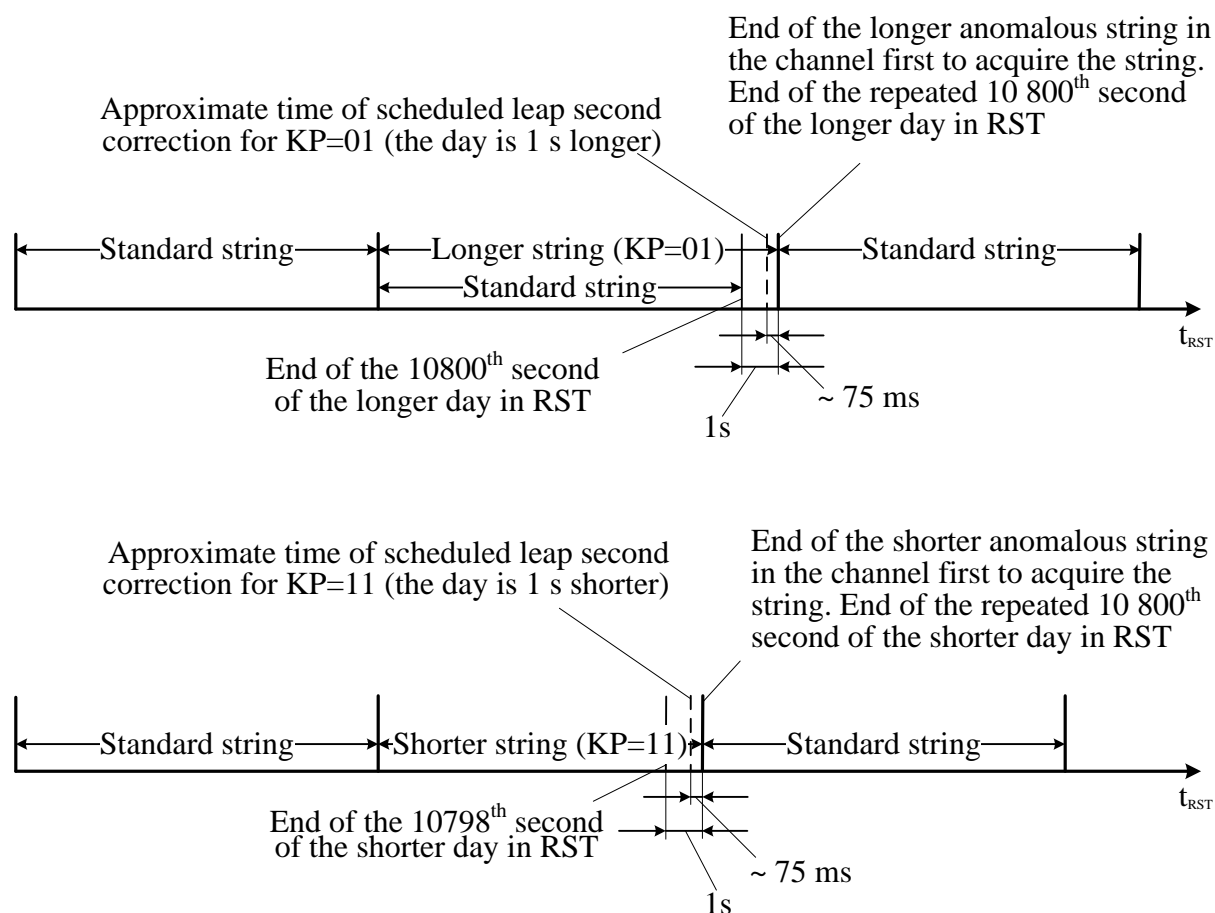 End of the longer anomalous string in
the channel first to acquire the string.
End of the repeated 10 800th second
of the longer day in RST
Approximate time of scheduled leap second
correction for KP=01 (the day is 1 s longer)
Standard string
Longer string (KP=01)
Standard string
Standard string
tRST
End of the 10800th second
of the longer day in RST
~ 75 ms
1s
Approximate time of scheduled leap second
correction for KP=11 (the day is 1 s shorter)
End of the shorter anomalous string
in the channel first to acquire the
string. End of the repeated 10 800th
second of the shorter day in RST
Standard string
Shorter string (KP=11)
Standard string
tRST
End of the 10798th second
of the shorter day in RST
~ 75 ms
1s